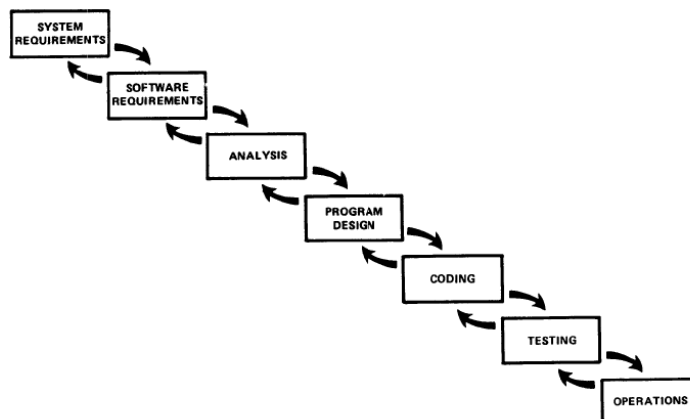 SYSTEM
REQUIREMENTS
SOFTWARE
REQUIREMENTS
ANALYSIS
PROGRAM
DESIGN
CODING
TESTING
OPERATIONS